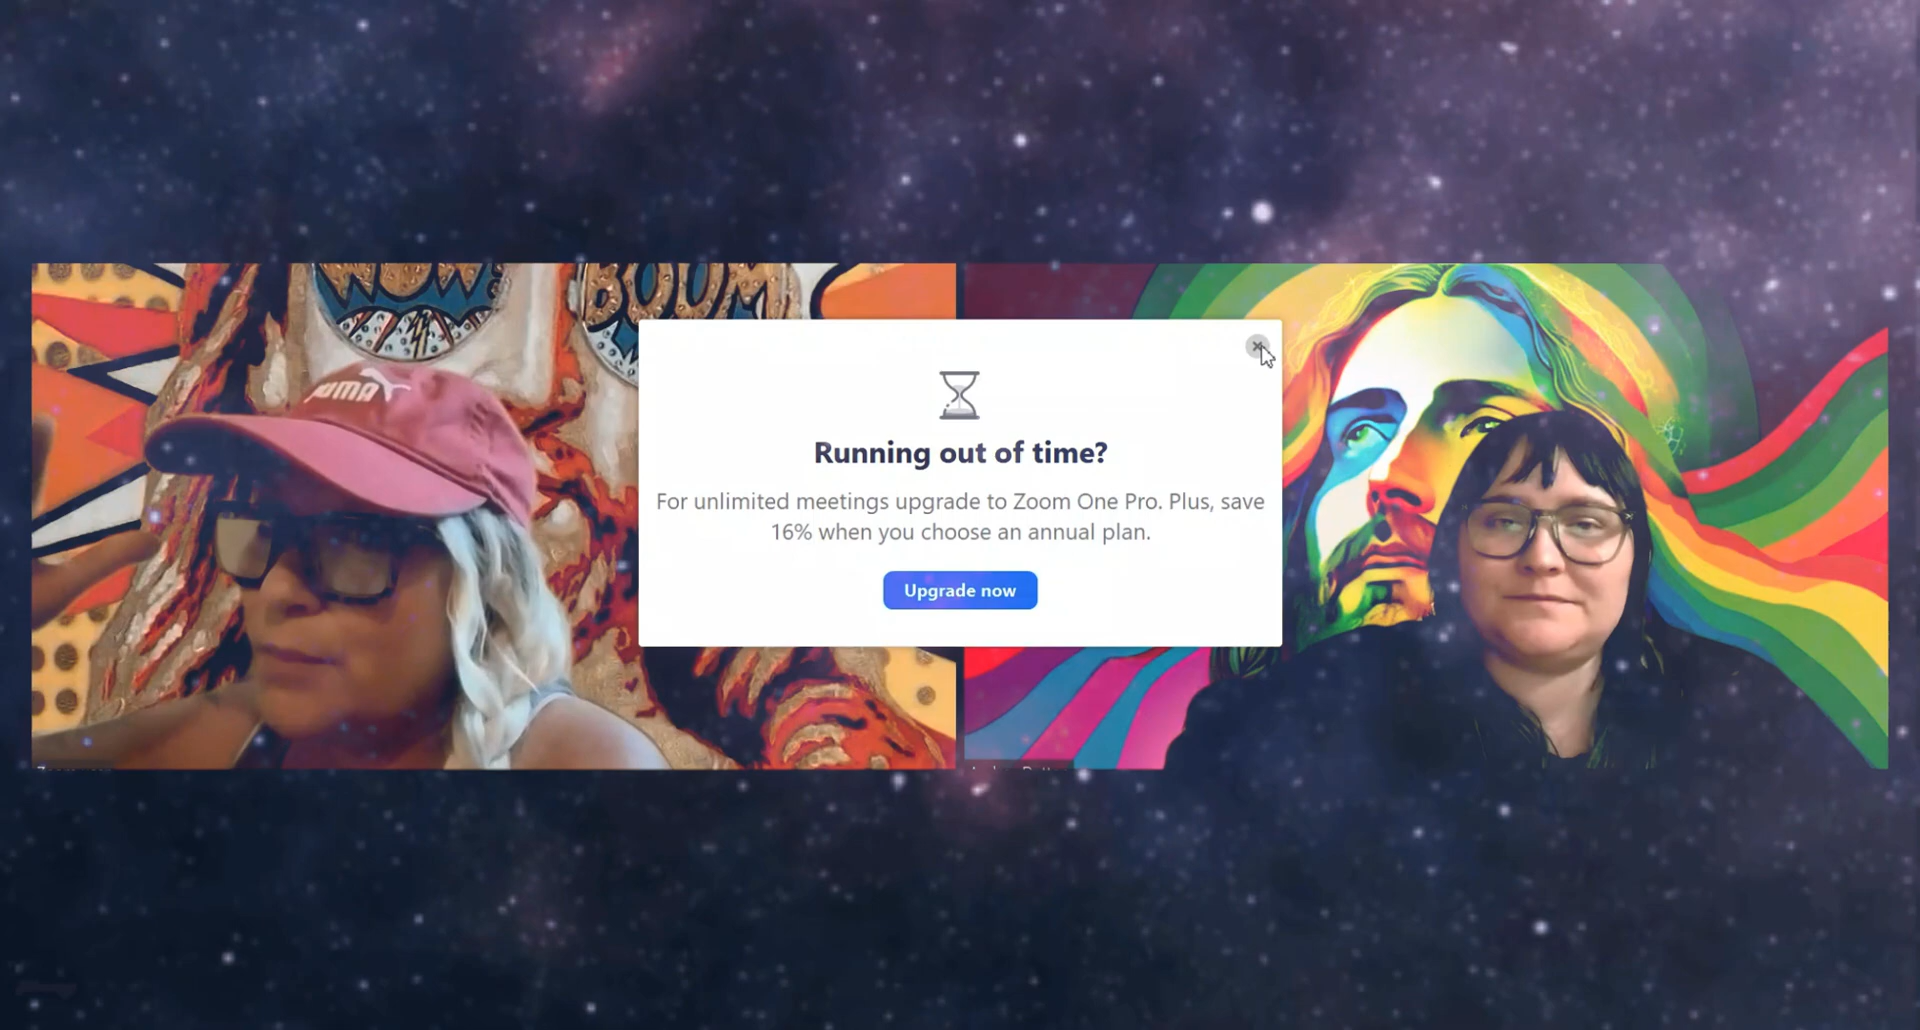 WOW!
BOOM
PUMA
Running out of time?
For unlimited meetings upgrade to Zoom One Pro. Plus, save
16% when you choose an annual plan.
Upgrade now